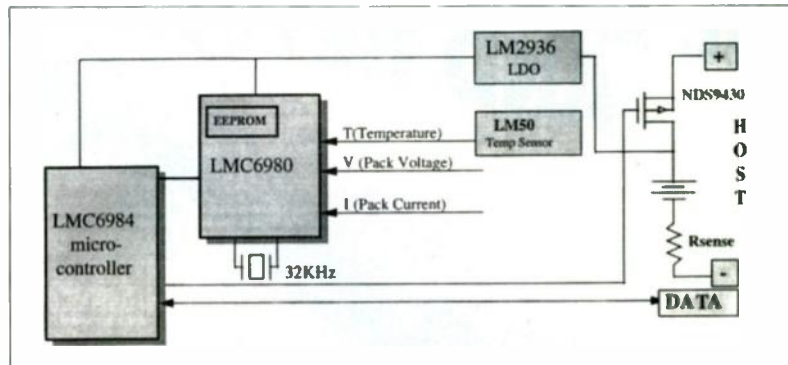 LM2936
LDO
+
NDS9430
EEPROM
LMC6980
T(Temperature)
V (Pack Voltage)
I (Pack Current)
LM50
Temp Sensor
HOST
LMC6984
micro-
controller
32KHz
Rsense
-
DATA